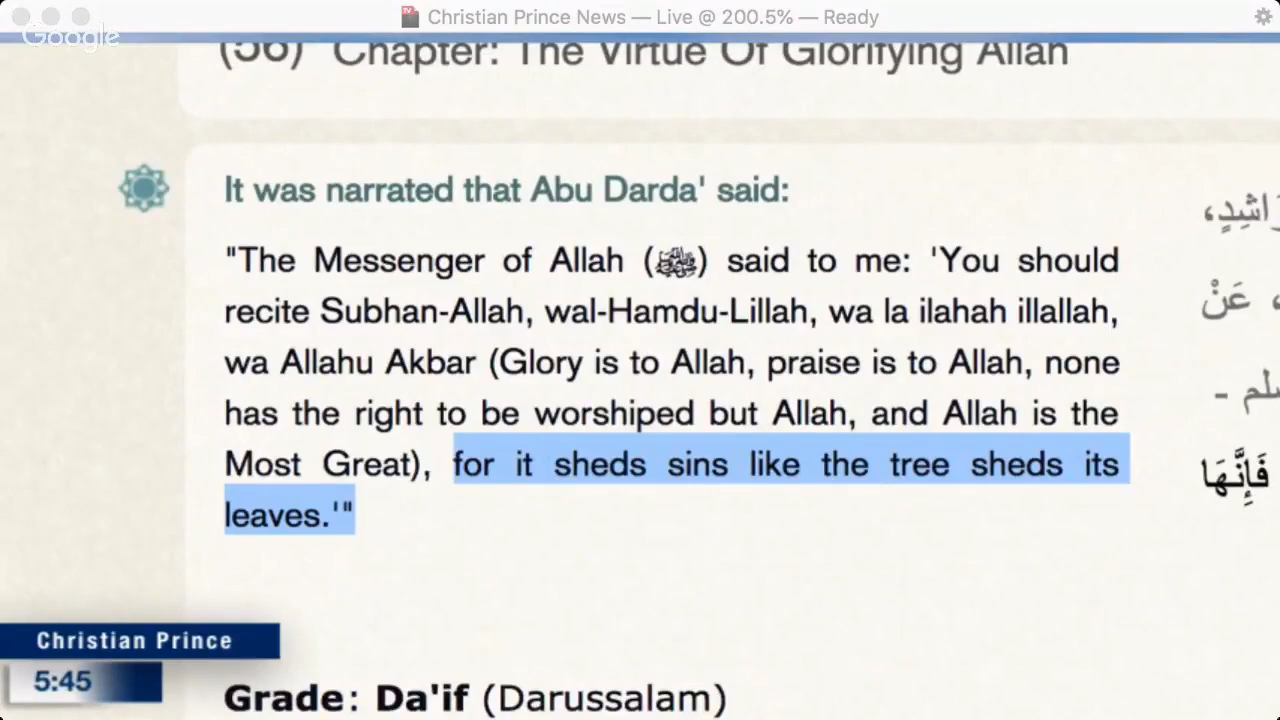 Christian Prince News — Live @ 200.5% — Ready
Google
(56) Chapter: The Virtue Of Glorifying Allah
It was narrated that Abu Darda' said:
"The Messenger of Allah (ﷺ) said to me: 'You should
recite Subhan-Allah, wal-Hamdu-Lillah, wa la ilahah illallah,
wa Allahu Akbar (Glory is to Allah, praise is to Allah, none
has the right to be worshiped but Allah, and Allah is the
Most Great), for it sheds sins like the tree sheds its
leaves.'"
عَنْ
فَإِنَّهَا
Christian Prince
5:45
Grade: Da'if (Darussalam)